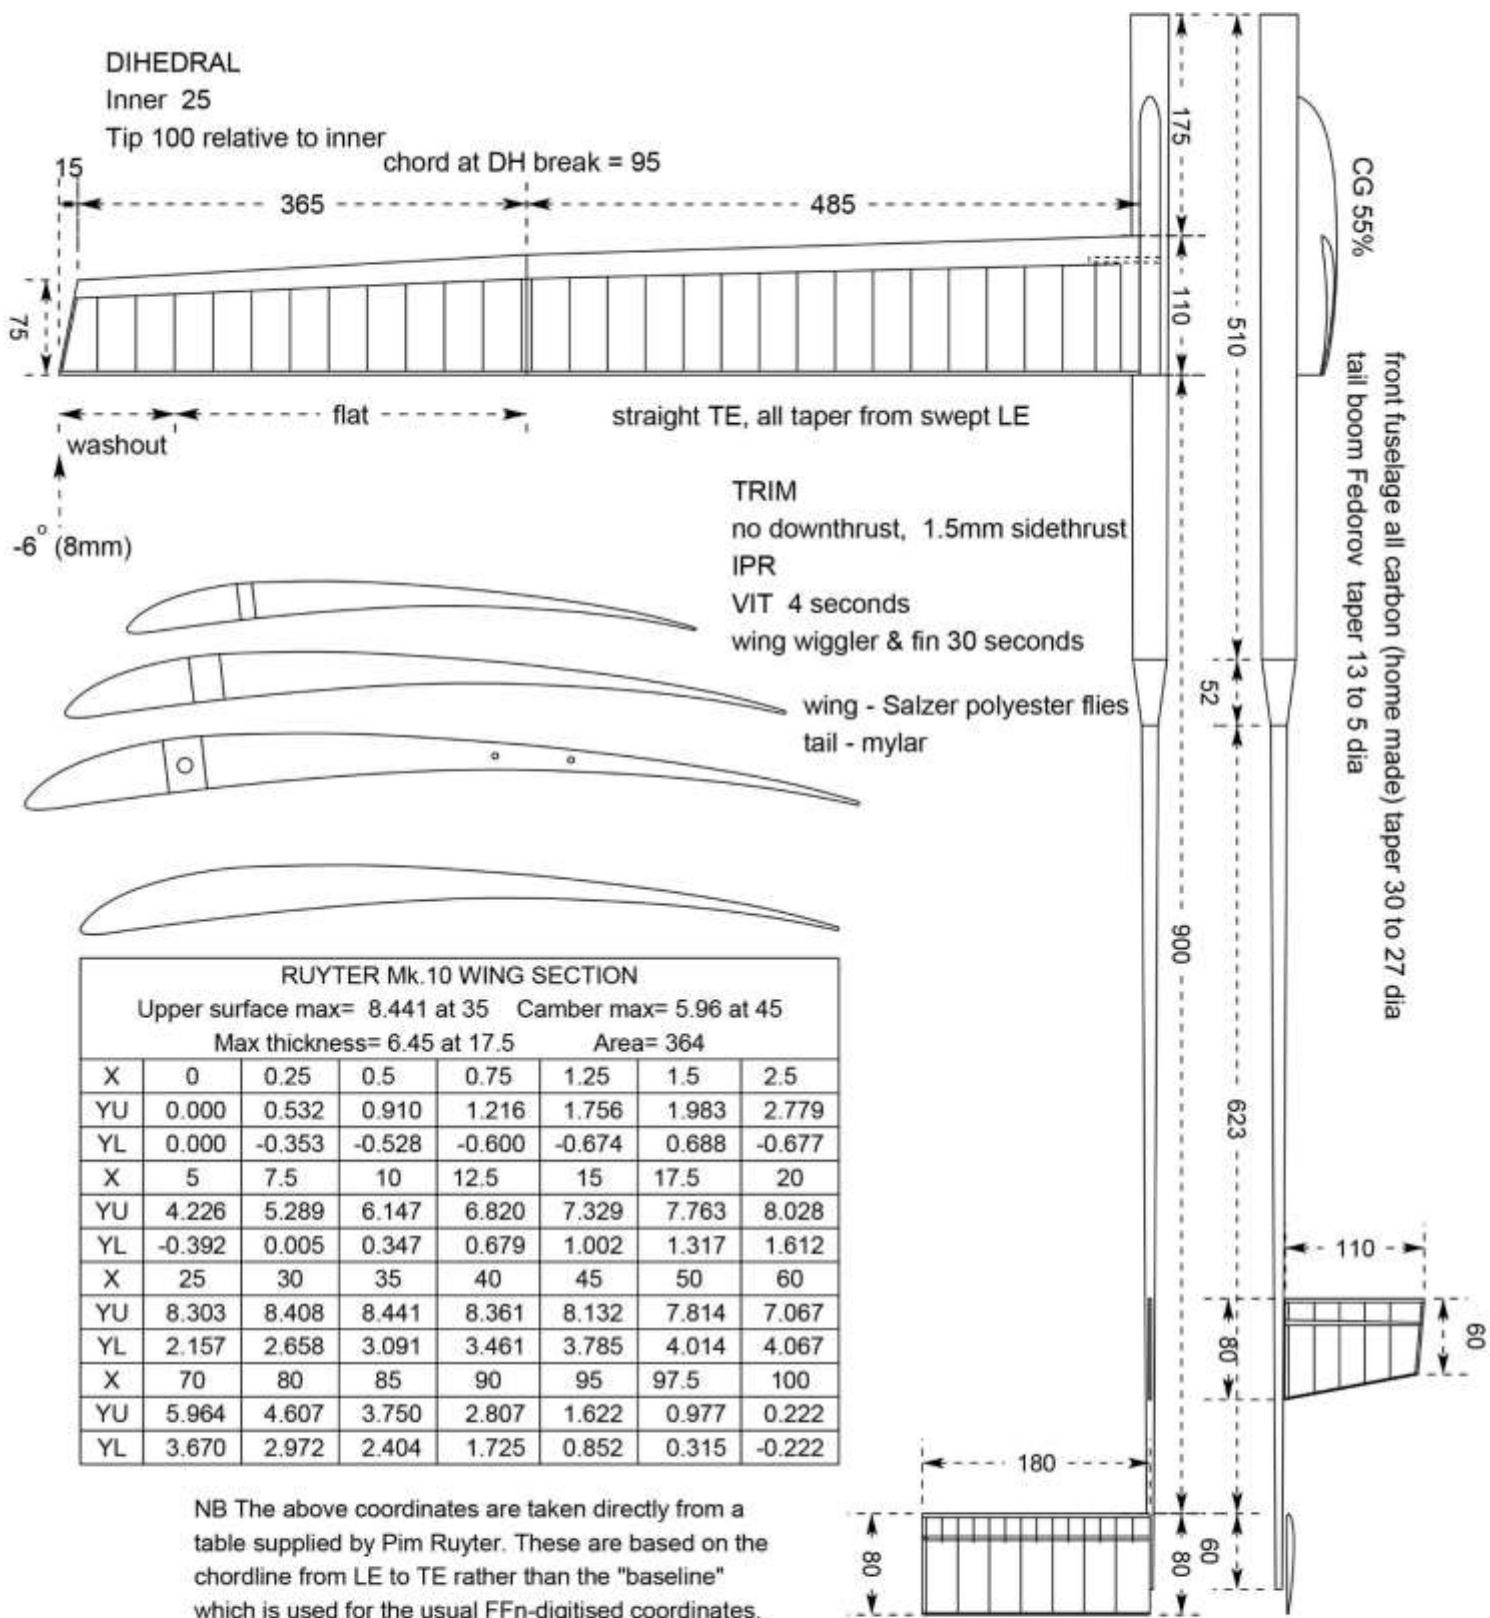 DIHEDRAL
Inner 25
Tip 100 relative to inner
chord at DH break = 95
15
365
485
75
175
110
510
CG 55%
front fuselage all carbon (home made) taper 30 to 27 dia
tail boom Fedorov taper 13 to 5 dia
washout
flat
straight TE, all taper from swept LE
-6° (8mm)
TRIM
no downthrust, 1.5mm sidethrust
IPR
VIT 4 seconds
wing wiggler & fin 30 seconds
wing - Salzer polyester flies
tail - mylar
52
900
623
RUYTER Mk.10 WING SECTION
Upper surface max= 8.441 at 35 Camber max= 5.96 at 45
Max thickness= 6.45 at 17.5 Area= 364
X 0 0.25 0.5 0.75 1.25 1.5 2.5
YU 0.000 0.532 0.910 1.216 1.756 1.983 2.779
YL 0.000 -0.353 -0.528 -0.600 -0.674 0.688 -0.677
X 5 7.5 10 12.5 15 17.5 20
YU 4.226 5.289 6.147 6.820 7.329 7.763 8.028
YL -0.392 0.005 0.347 0.679 1.002 1.317 1.612
X 25 30 35 40 45 50 60
YU 8.303 8.408 8.441 8.361 8.132 7.814 7.067
YL 2.157 2.658 3.091 3.461 3.785 4.014 4.067
X 70 80 85 90 95 97.5 100
YU 5.964 4.607 3.750 2.807 1.622 0.977 0.222
YL 3.670 2.972 2.404 1.725 0.852 0.315 -0.222
110
80
60
180
80
80
60
NB The above coordinates are taken directly from a
table supplied by Pim Ruyter. These are based on the
chordline from LE to TE rather than the "baseline"
which is used for the usual FFn-digitised coordinates.